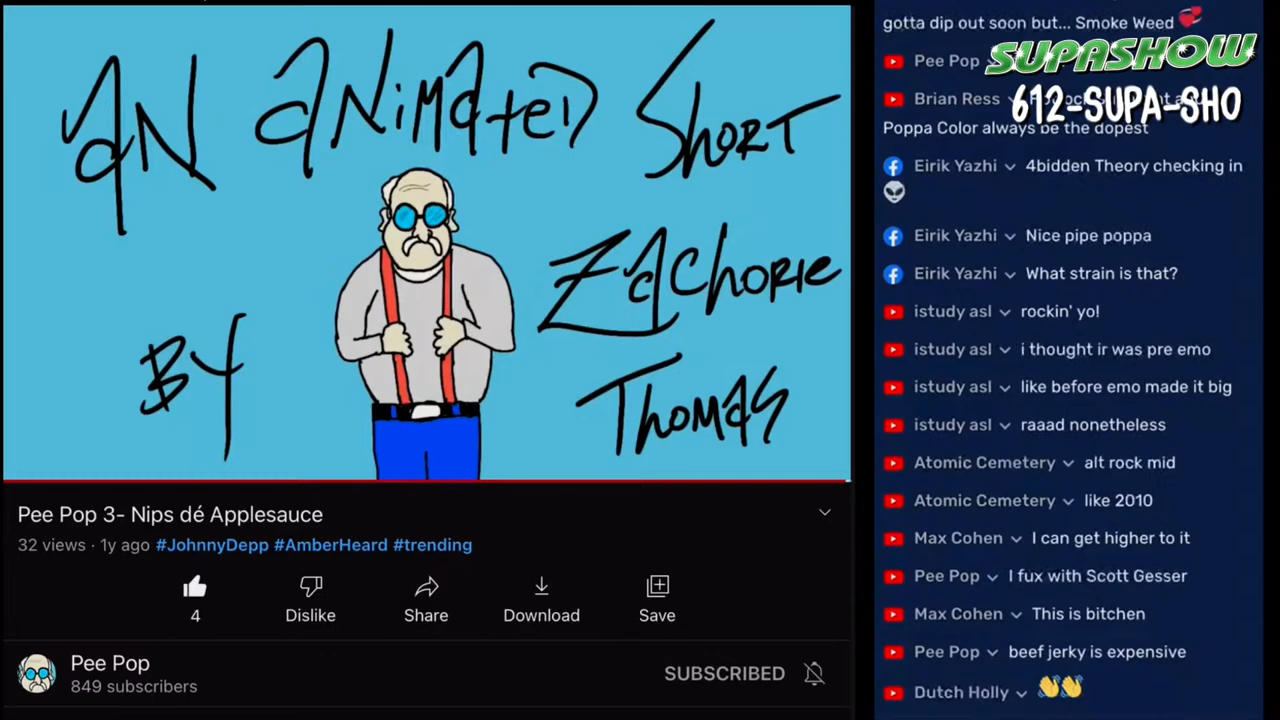 AN ANiMAteD Short
BY
ZAchorie
Thomas
Pee Pop 3- Nips dé Applesauce
32 views · 1y ago #JohnnyDepp #AmberHeard #trending
4
Dislike
Share
Download
Save
Pee Pop
849 subscribers
SUBSCRIBED
gotta dip out soon but... Smoke Weed 💞
SUPASHOW
612-SUPA-SHO
Pee Pop
Brian Ress
Poppa Color always be the dopest
Eirik Yazhi 4bidden Theory checking in
👽
Eirik Yazhi Nice pipe poppa
Eirik Yazhi What strain is that?
istudy asl rockin' yo!
istudy asl i thought ir was pre emo
istudy asl like before emo made it big
istudy asl raaad nonetheless
Atomic Cemetery alt rock mid
Atomic Cemetery like 2010
Max Cohen I can get higher to it
Pee Pop I fux with Scott Gesser
Max Cohen This is bitchen
Pee Pop beef jerky is expensive
Dutch Holly 👋👋